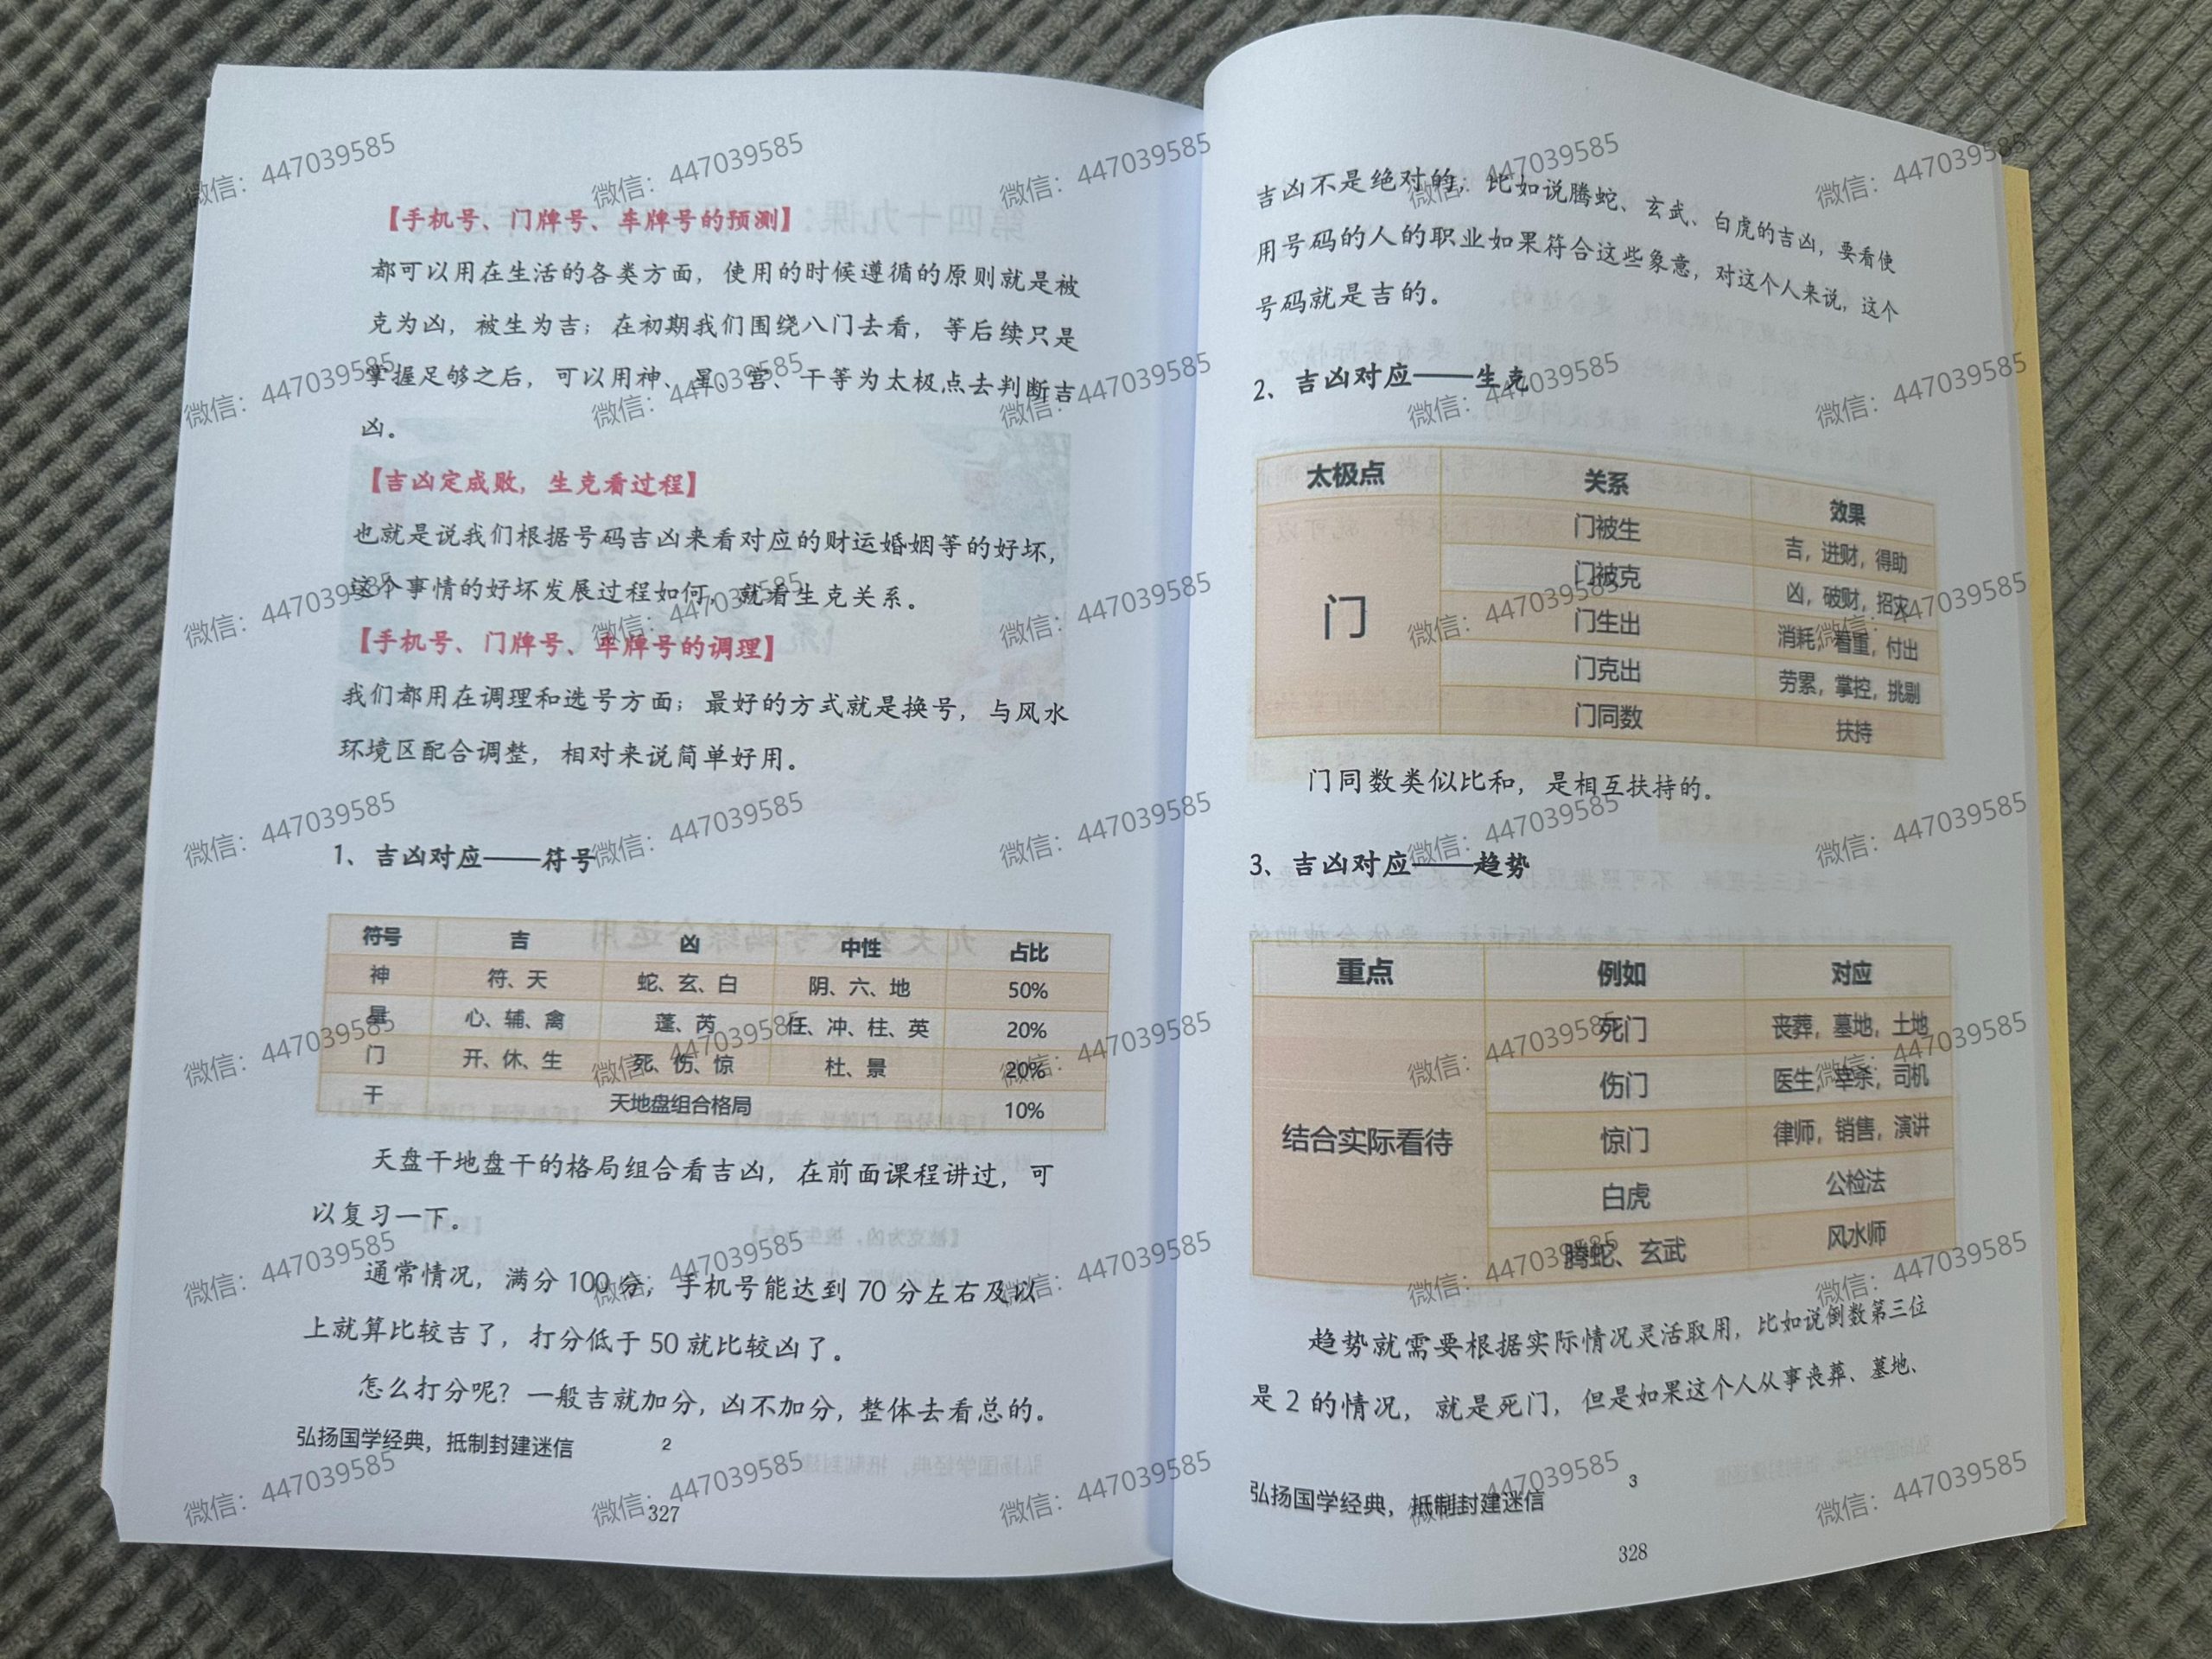 【手机号、门牌号、车牌号的预测】
都可以用在生活的各类方面，使用的时候遵循的原则就是被
克为凶，被生为吉；在初期我们围绕八门去看，等后续只是
掌握足够之后，可以用神、星、宫、干等为太极点去判断吉
凶。
【吉凶定成败，生克看过程】
也就是说我们根据号码吉凶来看对应的财运婚姻等的好坏，
这个事情的好坏发展过程如何，就看生克关系。
【手机号、门牌号、车牌号的调理】
我们都用在调理和选号方面；最好的方式就是换号，与风水
环境区配合调整，相对来说简单好用。
1、吉凶对应——符号
符号 吉 凶 中性 占比
神 符、天 蛇、玄、白 阴、六、地 50%
星 心、辅、禽 蓬、芮 任、冲、柱、英 20%
门 开、休、生 死、伤、惊 杜、景 20%
干 天地盘组合格局 10%
天盘干地盘干的格局组合看吉凶，在前面课程讲过，可
以复习一下。
通常情况，满分 100 分，手机号能达到 70 分左右及以
上就算比较吉了，打分低于 50 就比较凶了。
怎么打分呢？一般吉就加分，凶不加分，整体去看总的。
弘扬国学经典，抵制封建迷信 2
327
吉凶不是绝对的，比如说腾蛇、玄武、白虎的吉凶，要看使
用号码的人的职业如果符合这些象意，对这个人来说，这个
号码就是吉的。
2、吉凶对应——生克
太极点 关系 效果
门 门被生 吉，进财，得助
门被克 凶，破财，招灾
门生出 消耗，看重，付出
门克出 劳累，掌控，挑剔
门同数 扶持
门同数类似比和，是相互扶持的。
3、吉凶对应——趋势
重点 例如 对应
结合实际看待 死门 丧葬，墓地，土地
伤门 医生，宰杀，司机
惊门 律师，销售，演讲
白虎 公检法
腾蛇、玄武 风水师
趋势就需要根据实际情况灵活取用，比如说倒数第三位
是 2 的情况，就是死门，但是如果这个人从事丧葬、墓地、
弘扬国学经典，抵制封建迷信 3
328
微信：447039585